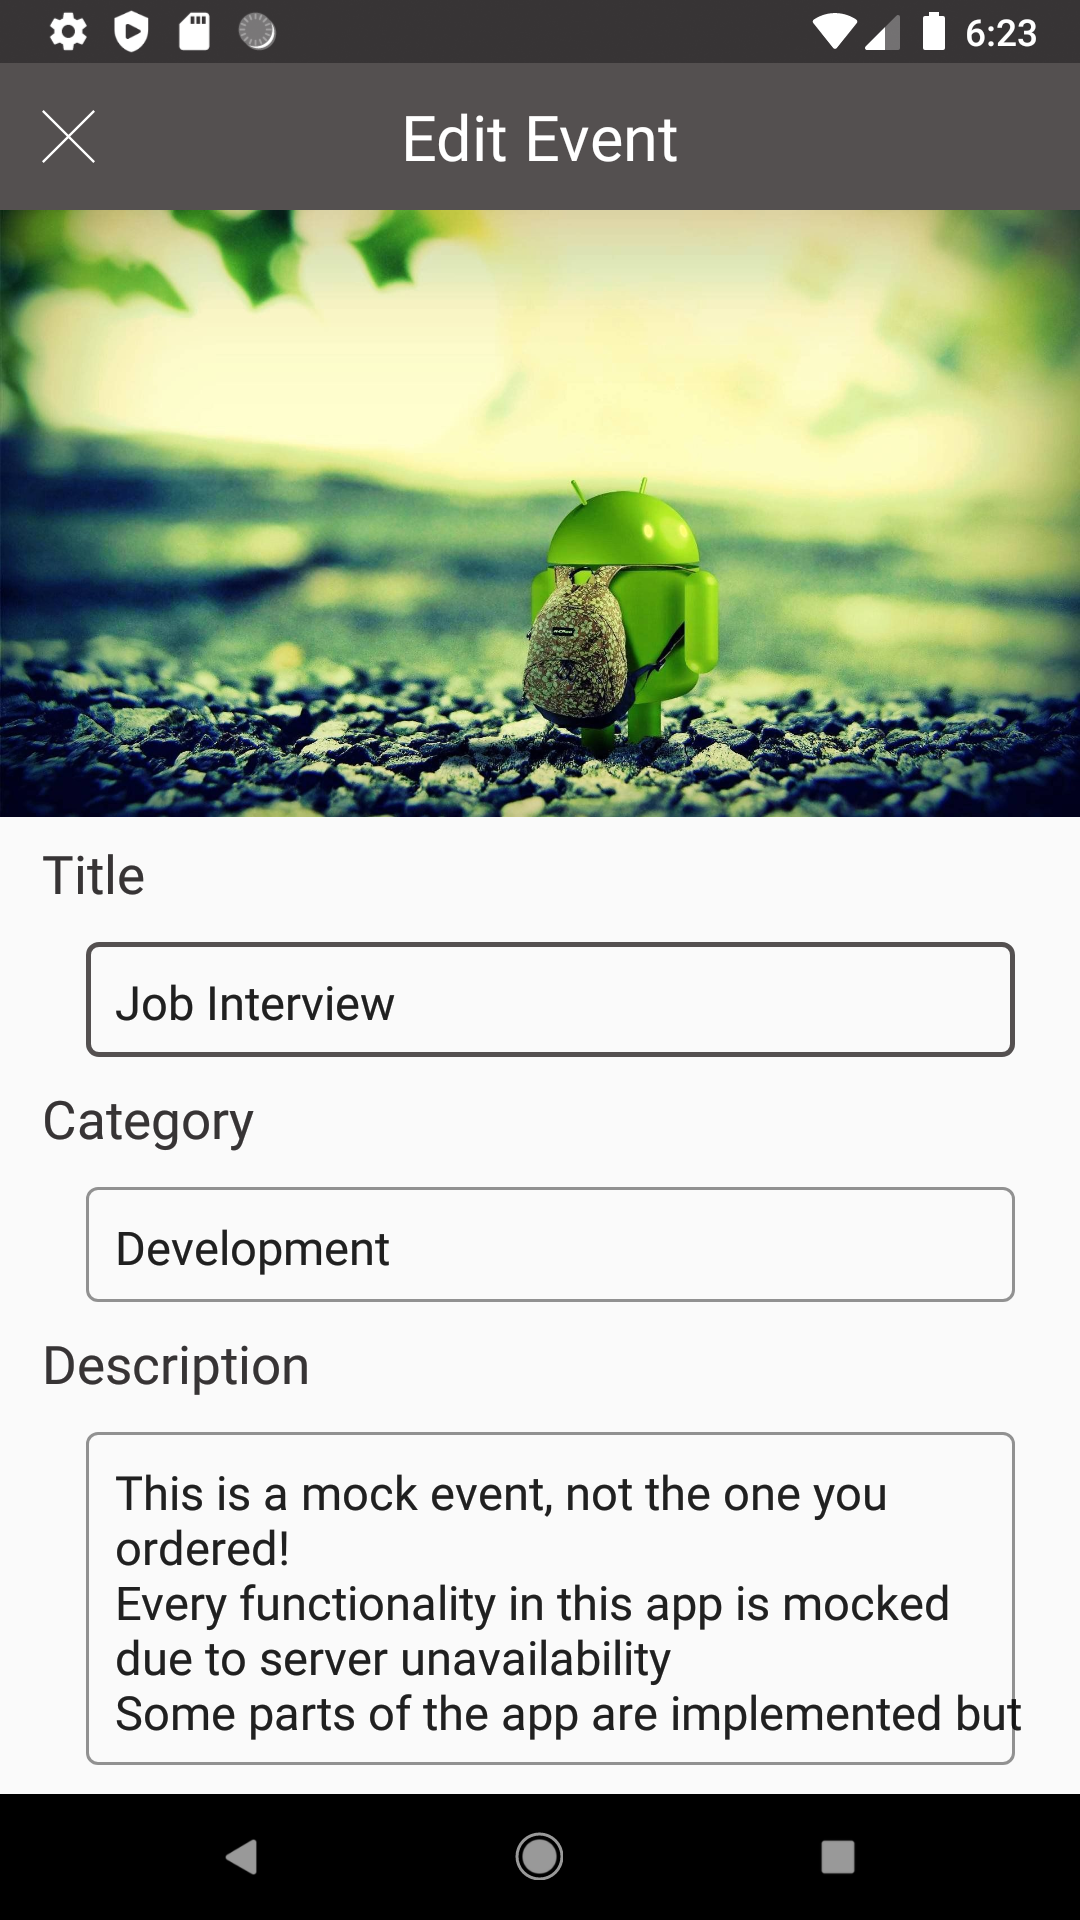 6:23
Edit Event
Title
Job Interview
Category
Development
Description
This is a mock event, not the one you
ordered!
Every functionality in this app is mocked
due to server unavailability
Some parts of the app are implemented but